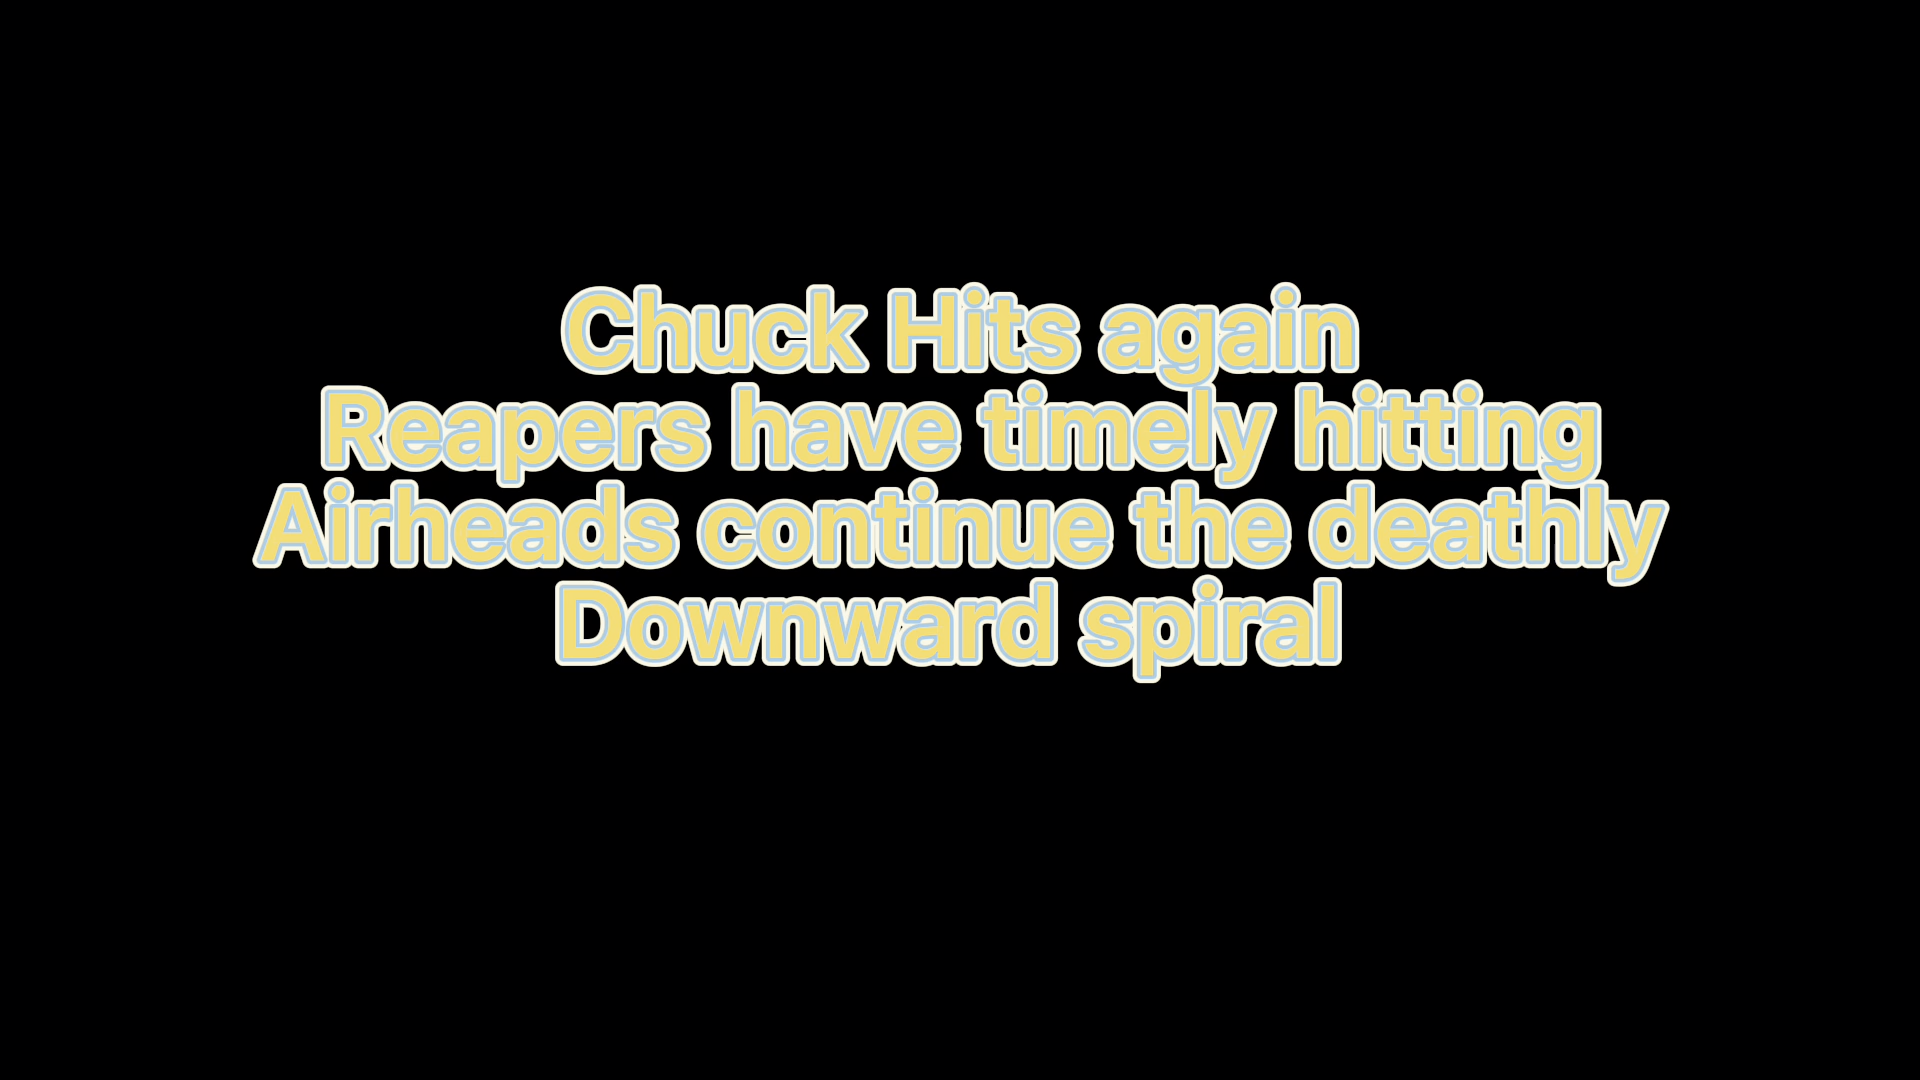 Chuck Hits again
Reapers have timely hitting
Airheads continue the deathly
Downward spiral